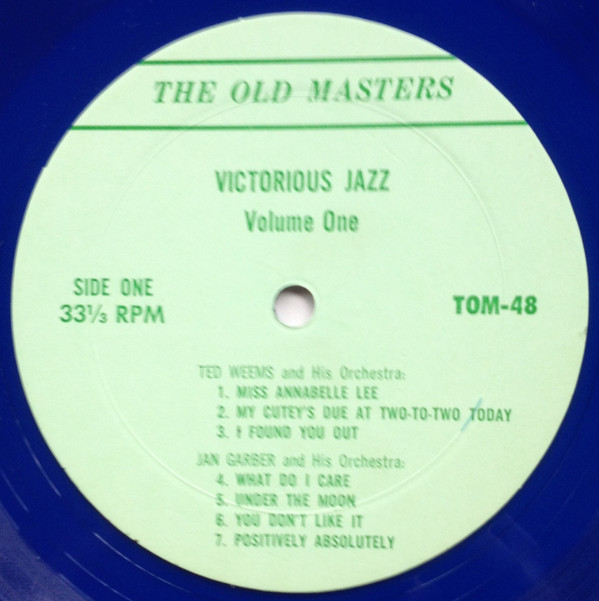 THE OLD MASTERS
VICTORIOUS JAZZ
Volume One
SIDE ONE
33⅓ RPM
TOM-48
TED WEEMS and His Orchestra:
1. MISS ANNABELLE LEE
2. MY CUTEY'S DUE AT TWO-TO-TWO TODAY
3. I FOUND YOU OUT
JAN GARBER and His Orchestra:
4. WHAT DO I CARE
5. UNDER THE MOON
6. YOU DON'T LIKE IT
7. POSITIVELY ABSOLUTELY